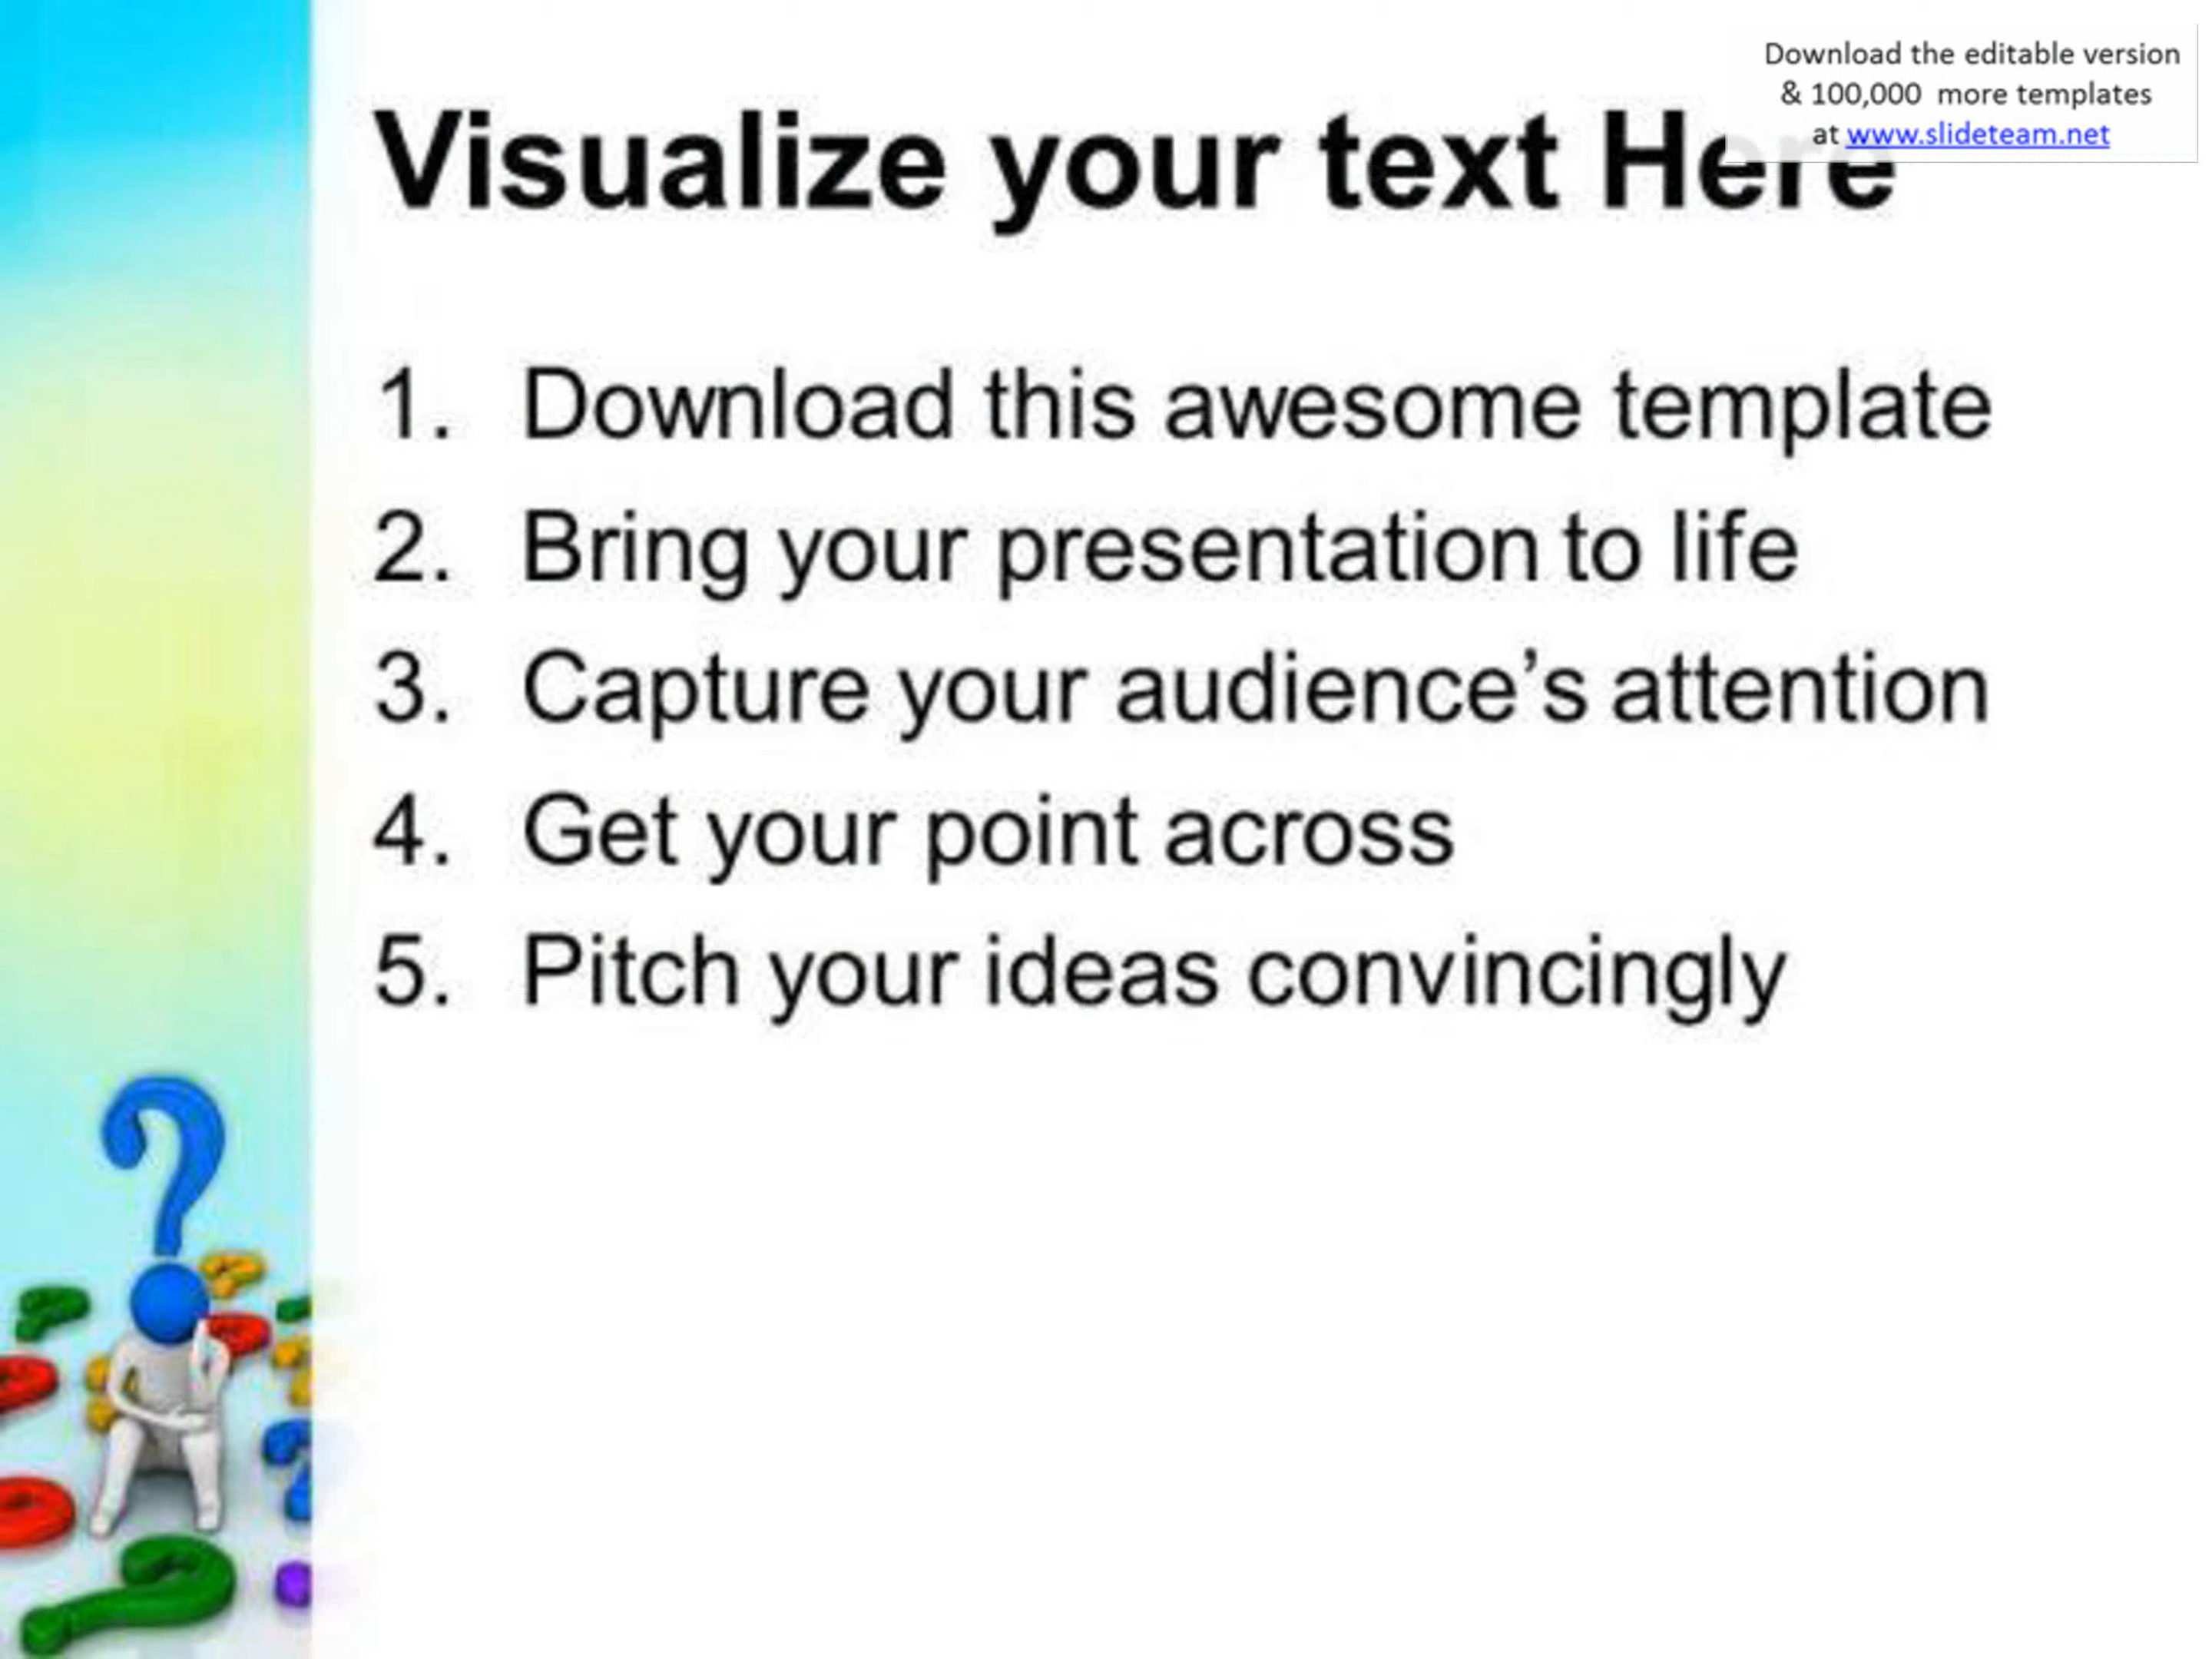 Download the editable version
& 100,000 more templates
at www.slideteam.net
Visualize your text Here
1. Download this awesome template
2. Bring your presentation to life
3. Capture your audience’s attention
4. Get your point across
5. Pitch your ideas convincingly